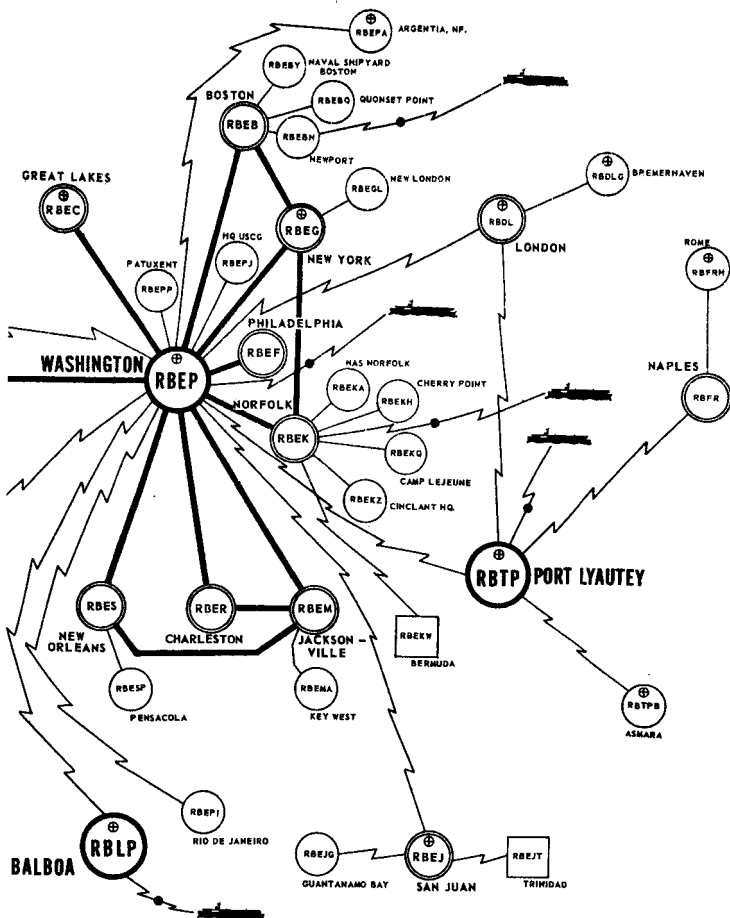 RBEPA
ARGENTIA, NF.
RBEBY
NAVAL SHIPYARD
BOSTON
BOSTON
RBEB
RBEBQ
QUONSET POINT
RBEBH
NEWPORT
GREAT LAKES
RBEC
RBEGL
NEW LONDON
RBEG
NEW YORK
RBDLG
BREMERHAVEN
RBDL
LONDON
HQ USCG
RBEPJ
PATUXENT
RBEPP
ROME
RBFRH
PHILADELPHIA
RBEF
WASHINGTON
RBEP
NAPLES
RBFR
NORFOLK
RBEK
NAS NORFOLK
RBEKA
CHERRY POINT
RBEKH
RBEKQ
CAMP LEJEUNE
RBEKZ
CINCLANT HQ.
RBTP
PORT LYAUTEY
RBES
NEW
ORLEANS
RBER
CHARLESTON
RBEM
JACKSON -
VILLE
RBEKW
BERMUDA
RBESP
PENSACOLA
RBEMA
KEY WEST
RBTPB
ASMARA
RBEPI
RIO DE JANEIRO
RBLP
BALBOA
RBEJG
GUANTANAMO BAY
RBEJ
SAN JUAN
RBEJT
TRINIDAD